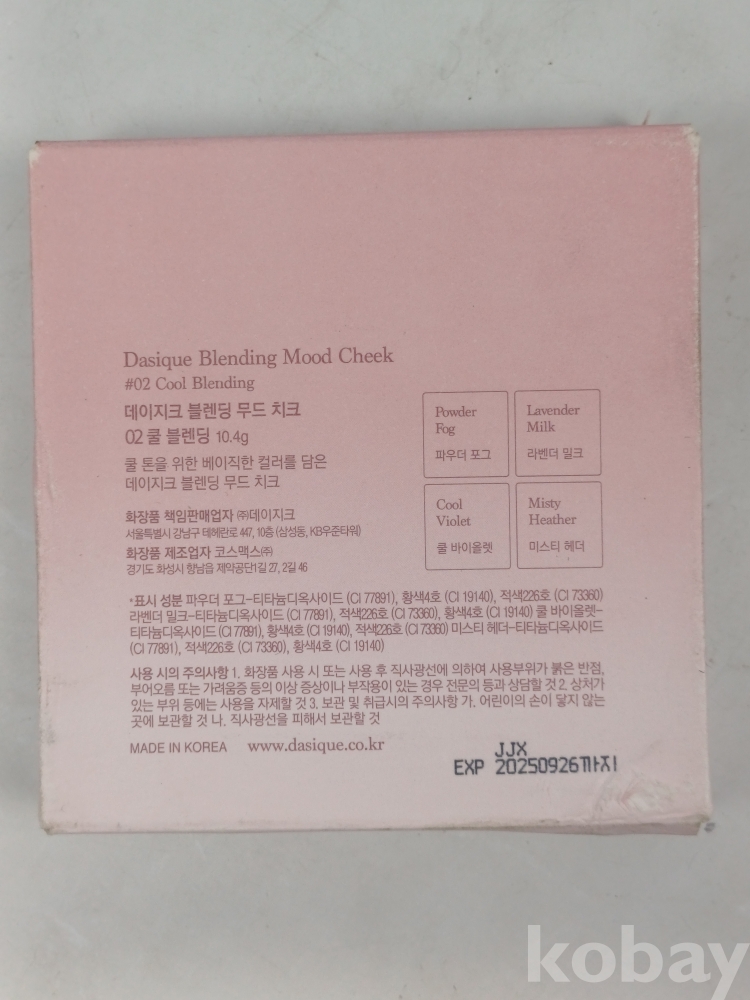 Dasique Blending Mood Cheek
#02 Cool Blending
데이지크 블렌딩 무드 치크
02 쿨 블렌딩 10.4g
쿨 톤을 위한 베이직한 컬러를 담은
데이지크 블렌딩 무드 치크
화장품 책임판매업자 ㈜데이지크
서울특별시 강남구 테헤란로 447, 10층 (삼성동, KB우준타워)
화장품 제조업자 코스맥스㈜
경기도 화성시 향남읍 제약공단1길 27, 2길 46
Powder
Fog
파우더 포그
Lavender
Milk
라벤더 밀크
Cool
Violet
쿨 바이올렛
Misty
Heather
미스티 헤더
*표시 성분 파우더 포그-티타늄디옥사이드 (CI 77891), 황색4호 (CI 19140), 적색226호 (CI 73360)
라벤더 밀크-티타늄디옥사이드 (CI 77891), 적색226호 (CI 73360), 황색4호 (CI 19140) 쿨 바이올렛-
티타늄디옥사이드 (CI 77891), 황색4호 (CI 19140), 적색226호 (CI 73360) 미스티 헤더-티타늄디옥사이드
(CI 77891), 적색226호 (CI 73360), 황색4호 (CI 19140)
사용 시의 주의사항 1. 화장품 사용 시 또는 사용 후 직사광선에 의하여 사용부위가 붉은 반점,
부어오름 또는 가려움증 등의 이상 증상이나 부작용이 있는 경우 전문의 등과 상담할 것 2. 상처가
있는 부위 등에는 사용을 자제할 것 3. 보관 및 취급시의 주의사항 가. 어린이의 손이 닿지 않는
곳에 보관할 것 나. 직사광선을 피해서 보관할 것
MADE IN KOREA www.dasique.co.kr
JJX
EXP 20250926까지
kobay